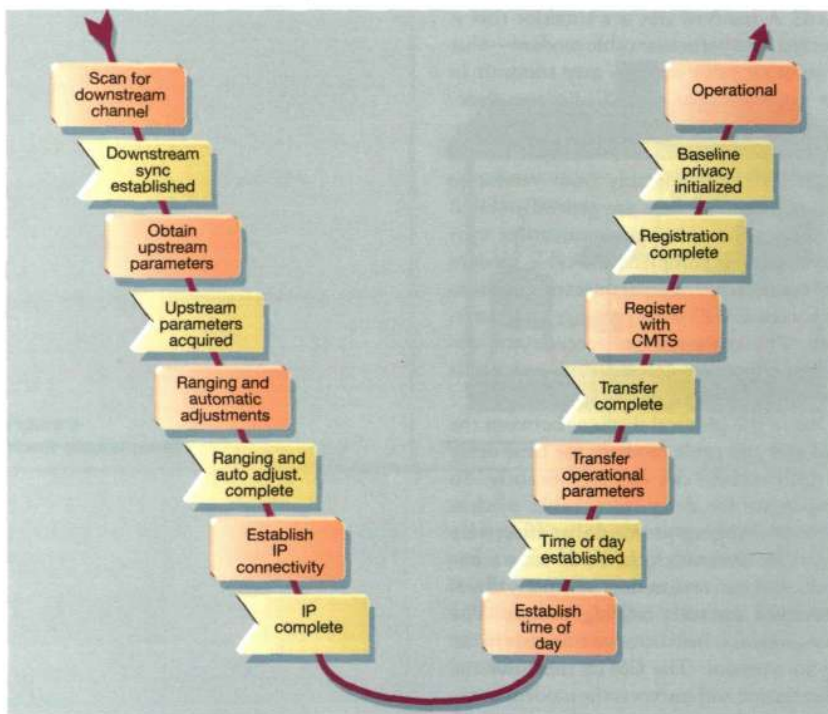 Scan for
downstream
channel
Downstream
sync
established
Obtain
upstream
parameters
Upstream
parameters
acquired
Ranging and
automatic
adjustments
Ranging and
auto adjust.
complete
Establish
IP
connectivity
IP
complete
Establish
time of
day
Time of day
established
Transfer
operational
parameters
Transfer
complete
Register
with
CMTS
Registration
complete
Baseline
privacy
initialized
Operational